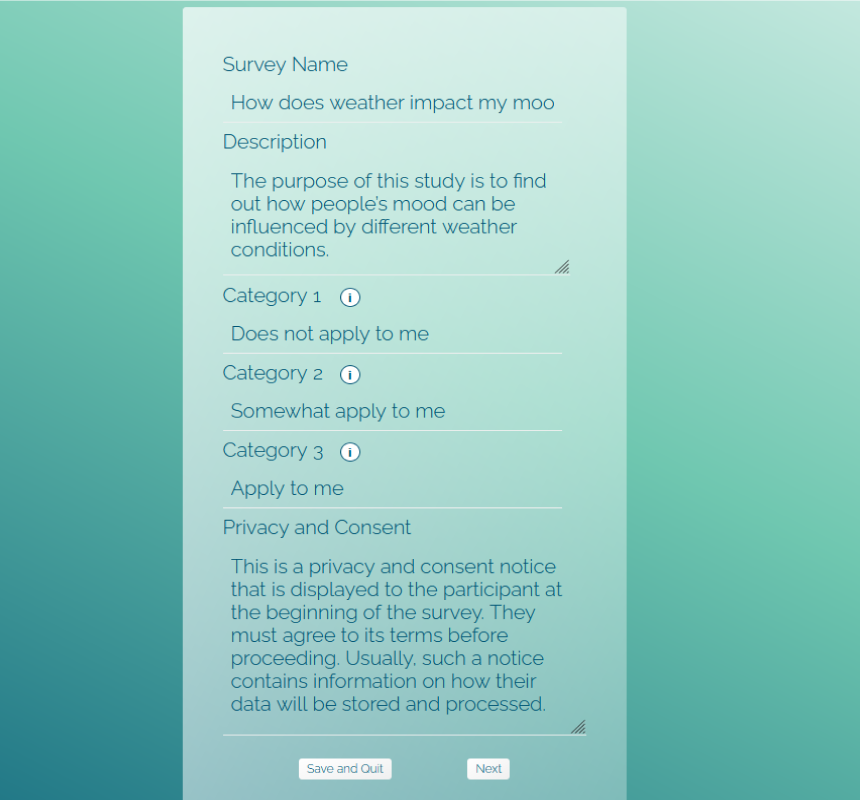 Survey Name
How does weather impact my moo
Description
The purpose of this study is to find
out how people's mood can be
influenced by different weather
conditions.
Category 1 i
Does not apply to me
Category 2 i
Somewhat apply to me
Category 3 i
Apply to me
Privacy and Consent
This is a privacy and consent notice
that is displayed to the participant at
the beginning of the survey. They
must agree to its terms before
proceeding. Usually, such a notice
contains information on how their
data will be stored and processed.
Save and Quit Next